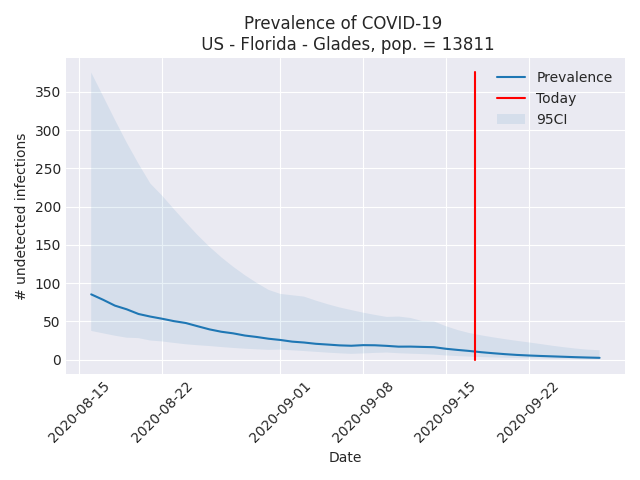 Prevalence of COVID-19
US - Florida - Glades, pop. = 13811
Prevalence
Today
95CI
# undetected infections
350
300
250
200
150
100
50
0
2020-08-15
2020-08-22
2020-09-01
2020-09-08
2020-09-15
2020-09-22
Date